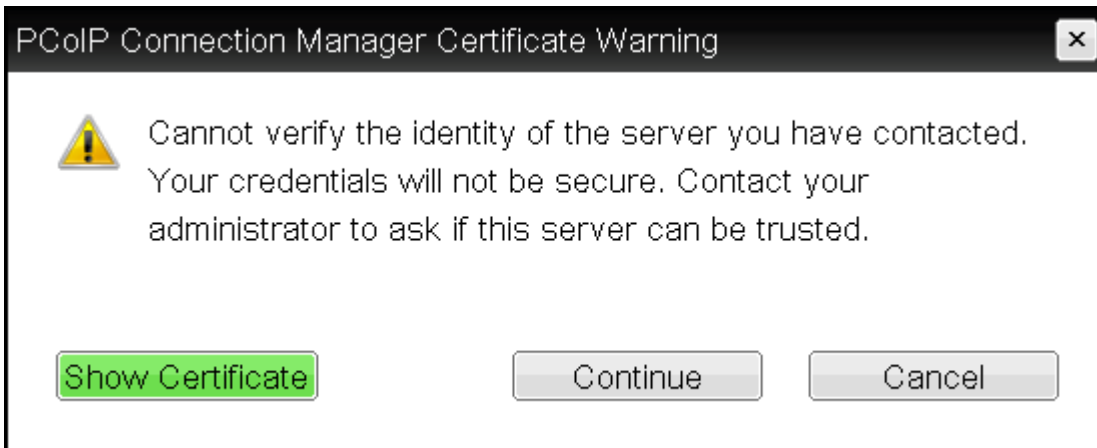 PCoIP Connection Manager Certificate Warning
Cannot verify the identity of the server you have contacted.
Your credentials will not be secure. Contact your
administrator to ask if this server can be trusted.
Show Certificate Continue Cancel